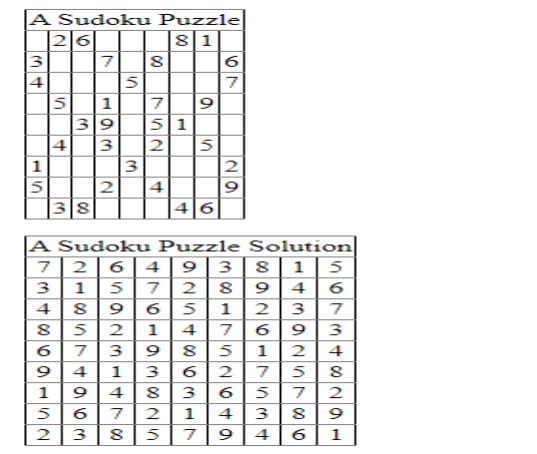 A Sudoku Puzzle
2 6 8 1
3 7 8 6
4 5 7
5 1 7 9
3 9 5 1
4 3 2 5
1 3 2
5 2 4 9
3 8 4 6
A Sudoku Puzzle Solution
7 2 6 4 9 3 8 1 5
3 1 5 7 2 8 9 4 6
4 8 9 6 5 1 2 3 7
8 5 2 1 4 7 6 9 3
6 7 3 9 8 5 1 2 4
9 4 1 3 6 2 7 5 8
1 9 4 8 3 6 5 7 2
5 6 7 2 1 4 3 8 9
2 3 8 5 7 9 4 6 1